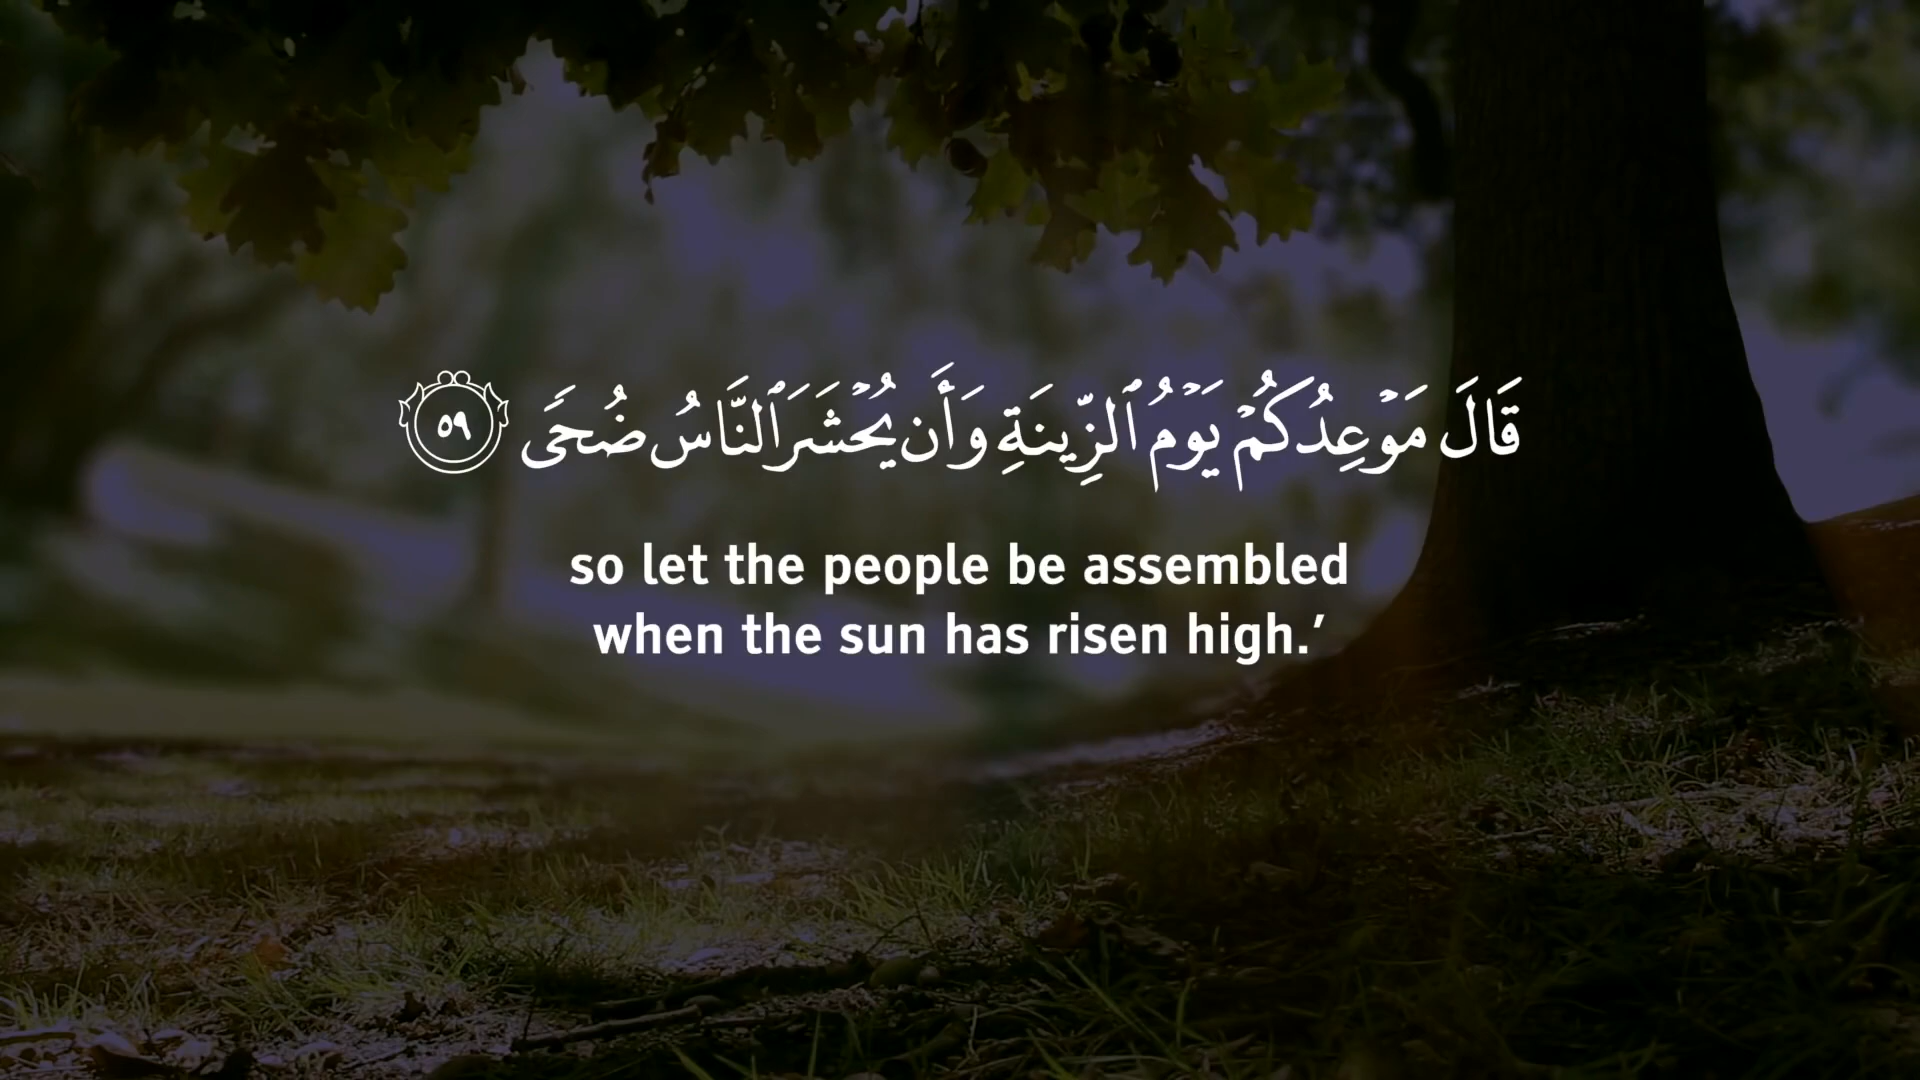 قَالَ مَوْعِدُكُمْ يَوْمُ ٱلزِّينَةِ وَأَن يُحْشَرَ ٱلنَّاسُ ضُحًى ٥٩
so let the people be assembled
when the sun has risen high.’